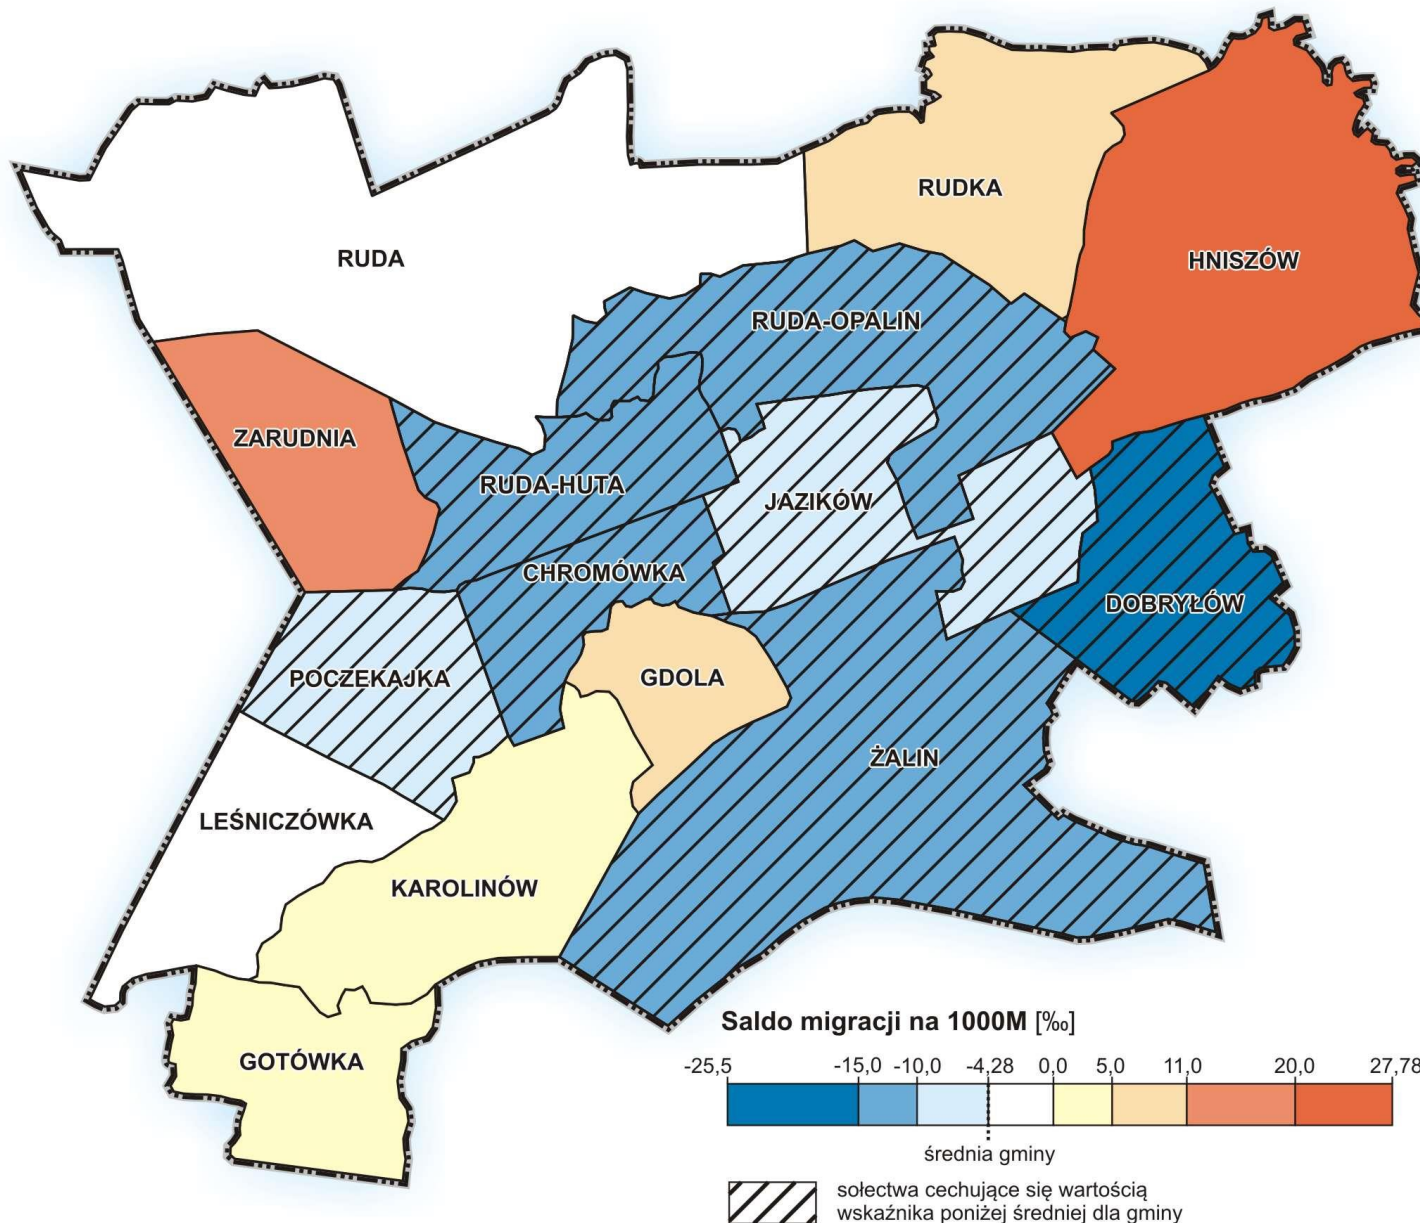 RUDKA
RUDA
HNISZÓW
RUDA-OPALIN
ZARUDNIA
RUDA-HUTA
JAZIKÓW
CHROMÓWKA
DOBRYŁÓW
POCZEKAJKA
GDOLA
ŻALIN
LEŚNICZÓWKA
KAROLINÓW
GOTÓWKA
Saldo migracji na 1000M [‰]
-25,5 -15,0 -10,0 -4,28 0,0 5,0 11,0 20,0 27,78
średnia gminy
sołectwa cechujące się wartością
wskaźnika poniżej średniej dla gminy